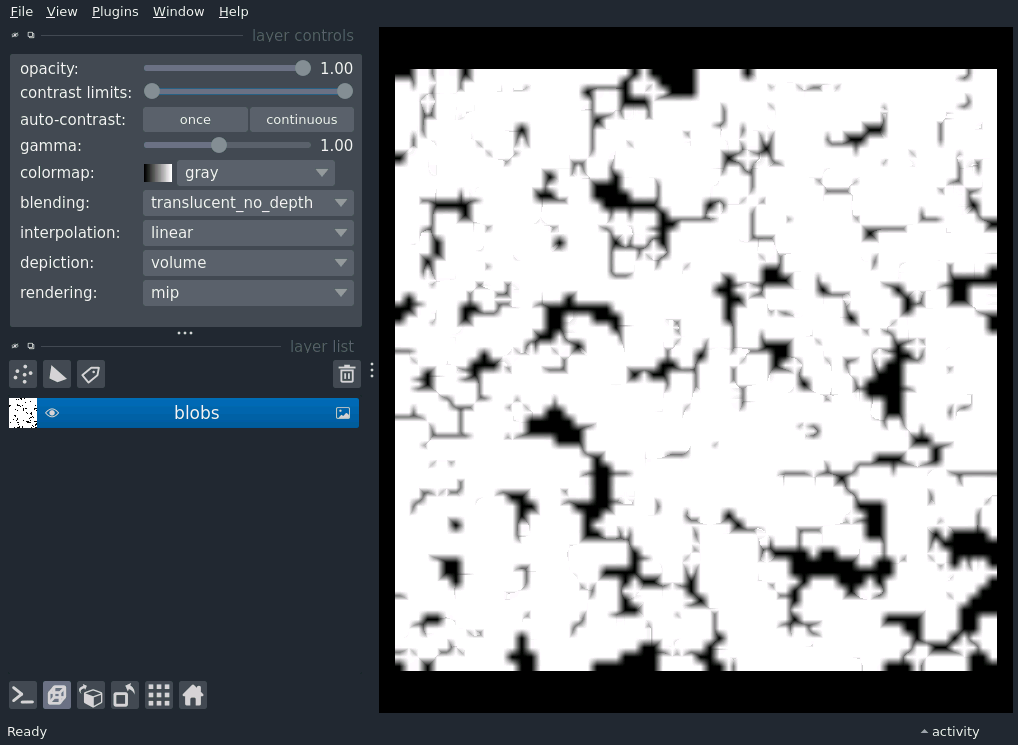 File View Plugins Window Help
layer controls
opacity: 1.00
contrast limits:
auto-contrast: once continuous
gamma: 1.00
colormap: gray
blending: translucent_no_depth
interpolation: linear
depiction: volume
rendering: mip
layer list
blobs
Ready activity